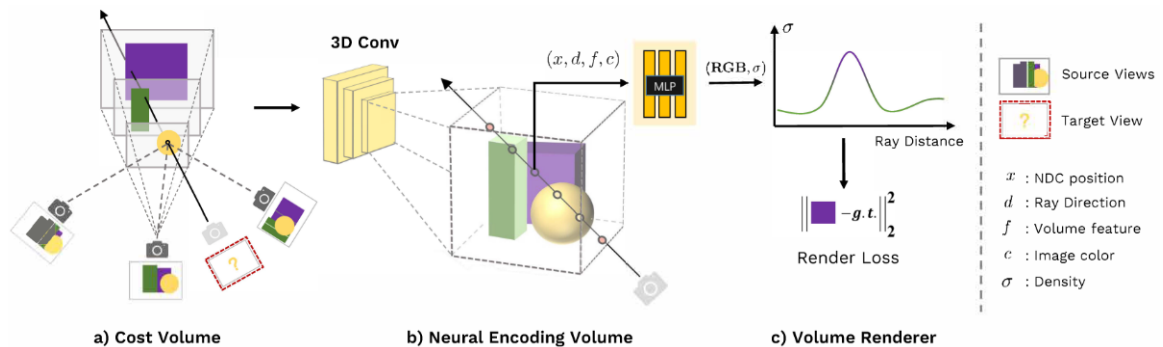 3D Conv
(x, d, f, c)
MLP
(RGB, σ)
σ
Ray Distance
‖ -g.t.‖²₂
Render Loss
?
a) Cost Volume
b) Neural Encoding Volume
c) Volume Renderer
Source Views
?
Target View
x : NDC position
d : Ray Direction
f : Volume feature
c : Image color
σ : Density